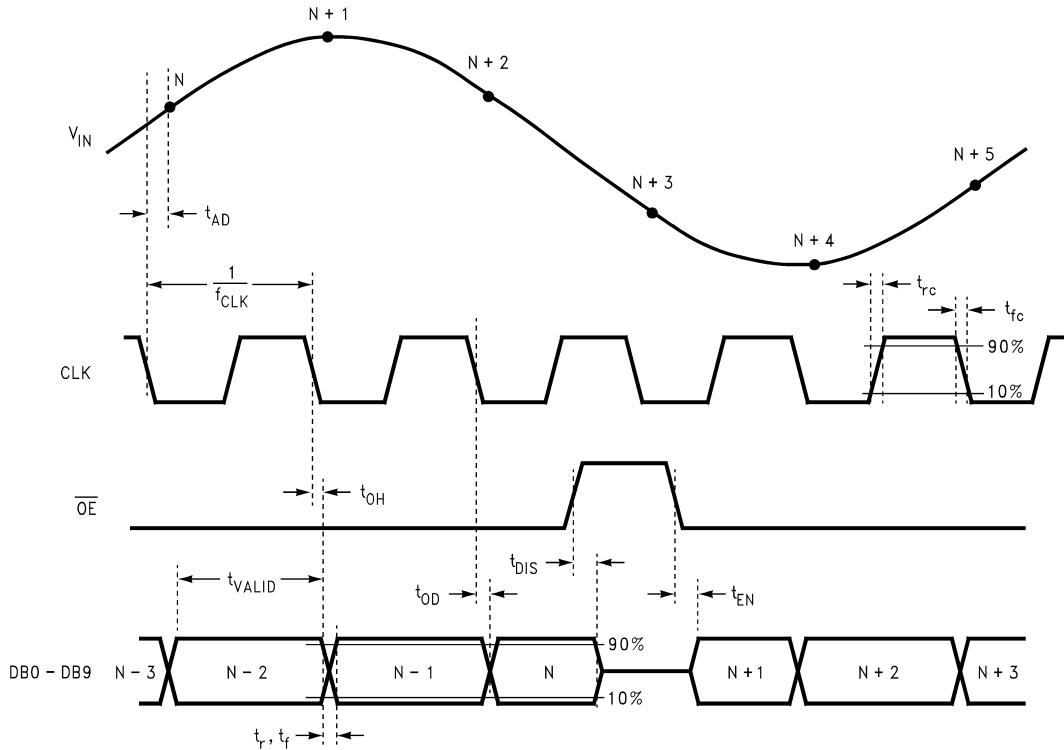 N + 1
N
N + 2
V_IN
N + 5
N + 3
t_AD
N + 4
1
f_CLK
t_rc
t_fc
90%
CLK
10%
t_OH
OE
t_DIS
t_VALID
t_OD
t_EN
90%
DB0 - DB9 N - 3 N - 2 N - 1 N N + 1 N + 2 N + 3
10%
t_r , t_f